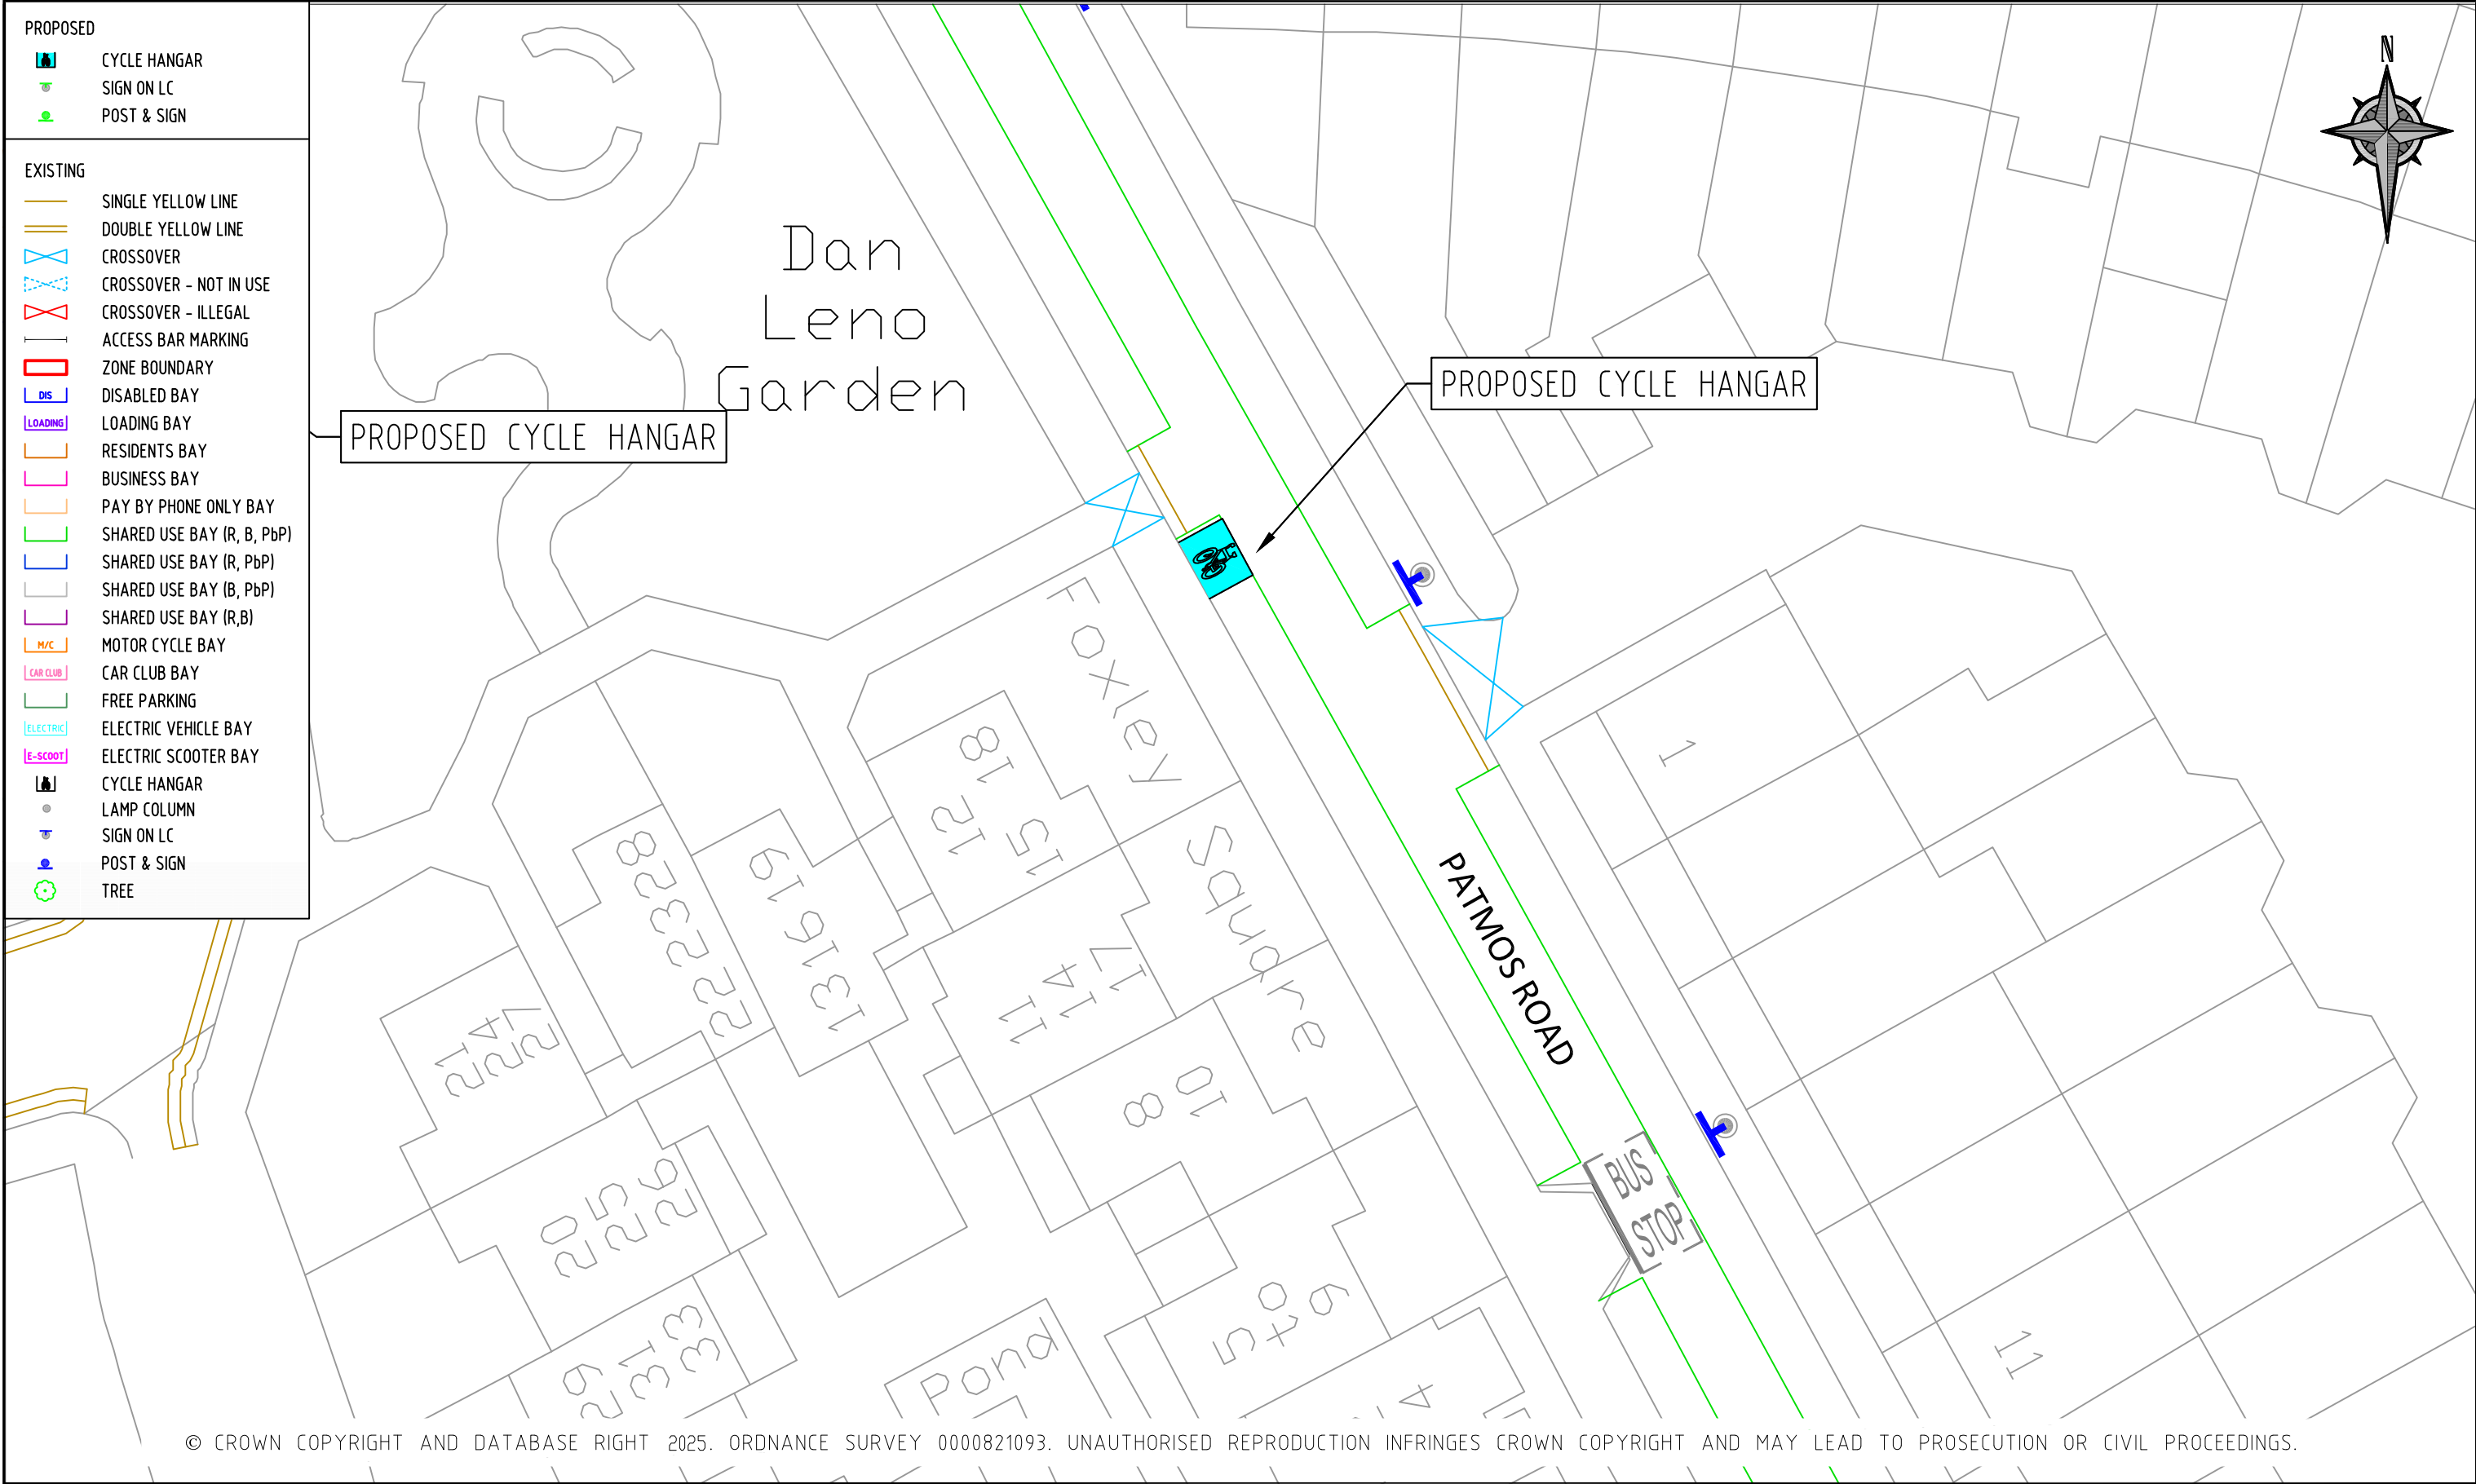 PROPOSED
CYCLE HANGAR
SIGN ON LC
POST & SIGN
EXISTING
SINGLE YELLOW LINE
DOUBLE YELLOW LINE
CROSSOVER
CROSSOVER - NOT IN USE
CROSSOVER - ILLEGAL
ACCESS BAR MARKING
ZONE BOUNDARY
DIS DISABLED BAY
LOADING LOADING BAY
RESIDENTS BAY
BUSINESS BAY
PAY BY PHONE ONLY BAY
SHARED USE BAY (R, B, PbP)
SHARED USE BAY (R, PbP)
SHARED USE BAY (B, PbP)
SHARED USE BAY (R,B)
M/C MOTOR CYCLE BAY
CAR CLUB CAR CLUB BAY
FREE PARKING
ELECTRIC ELECTRIC VEHICLE BAY
E-SCOOT ELECTRIC SCOOTER BAY
CYCLE HANGAR
LAMP COLUMN
SIGN ON LC
POST & SIGN
TREE
N
Dan
Leno
Garden
PROPOSED CYCLE HANGAR
PROPOSED CYCLE HANGAR
Foxley
Square
PATMOS ROAD
BUS
STOP
1
11
8
10
Pond
© CROWN COPYRIGHT AND DATABASE RIGHT 2025. ORDNANCE SURVEY 0000821093. UNAUTHORISED REPRODUCTION INFRINGES CROWN COPYRIGHT AND MAY LEAD TO PROSECUTION OR CIVIL PROCEEDINGS.